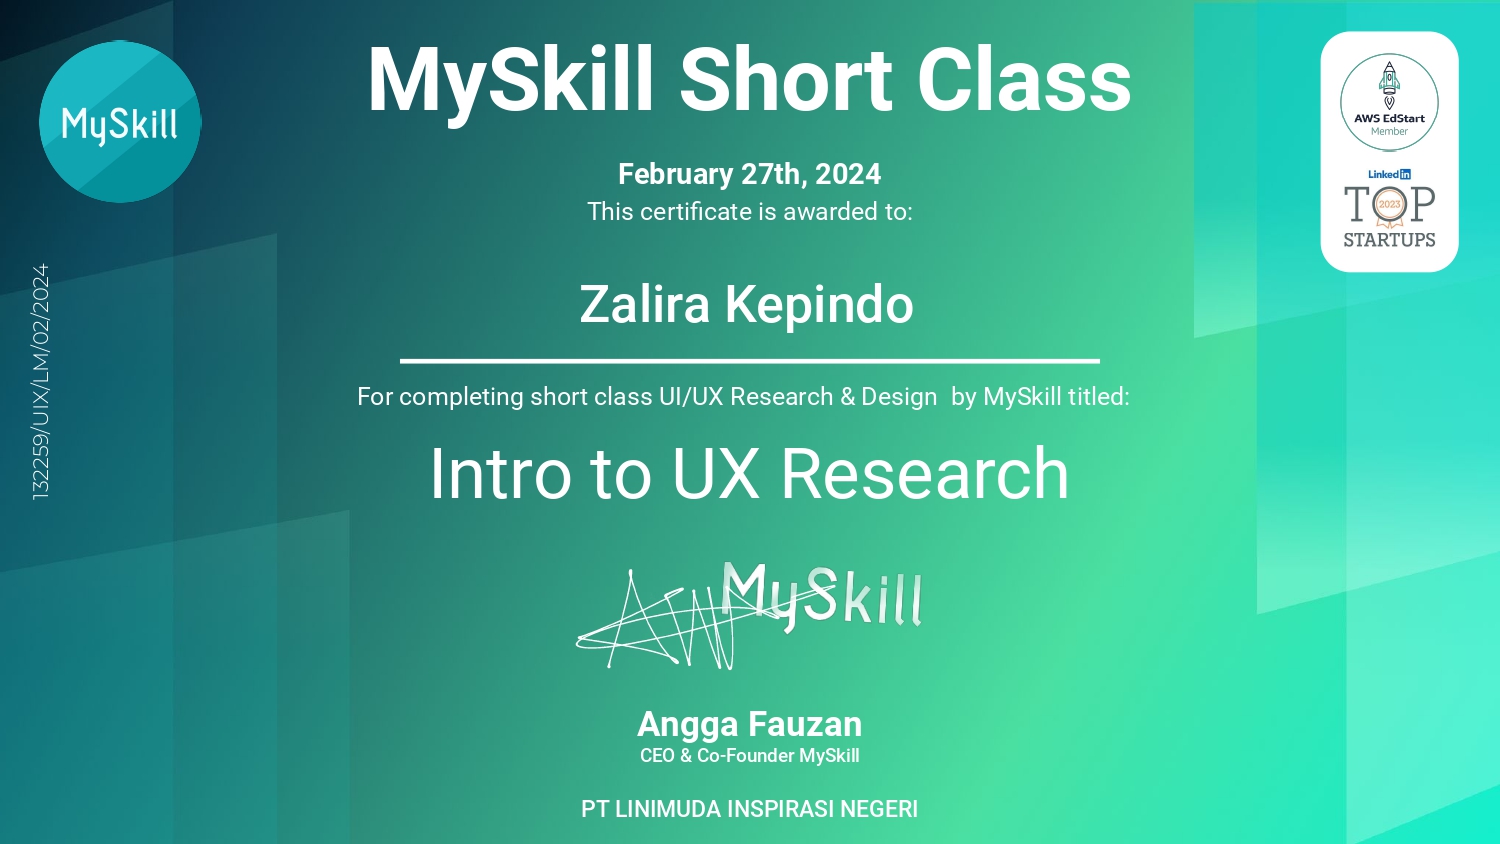 MySkill
MySkill Short Class
AWS EdStart
Member
Linked in
TOP
2023
STARTUPS
February 27th, 2024
This certificate is awarded to:
Zalira Kepindo
132259/UIX/LM/02/2024
For completing short class UI/UX Research & Design  by MySkill titled:
Intro to UX Research
MySkill
Angga Fauzan
CEO & Co-Founder MySkill
PT LINIMUDA INSPIRASI NEGERI